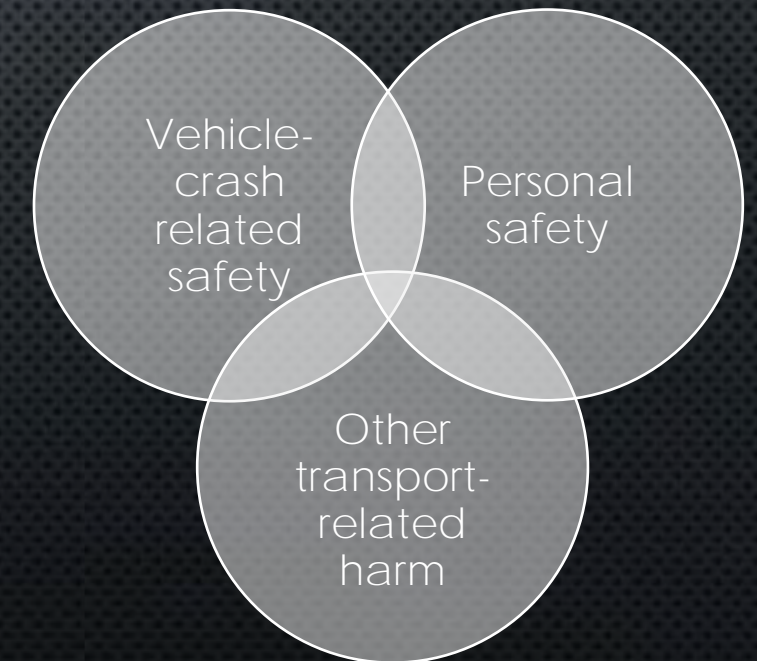 Vehicle-
crash
related
safety
Personal
safety
Other
transport-
related
harm